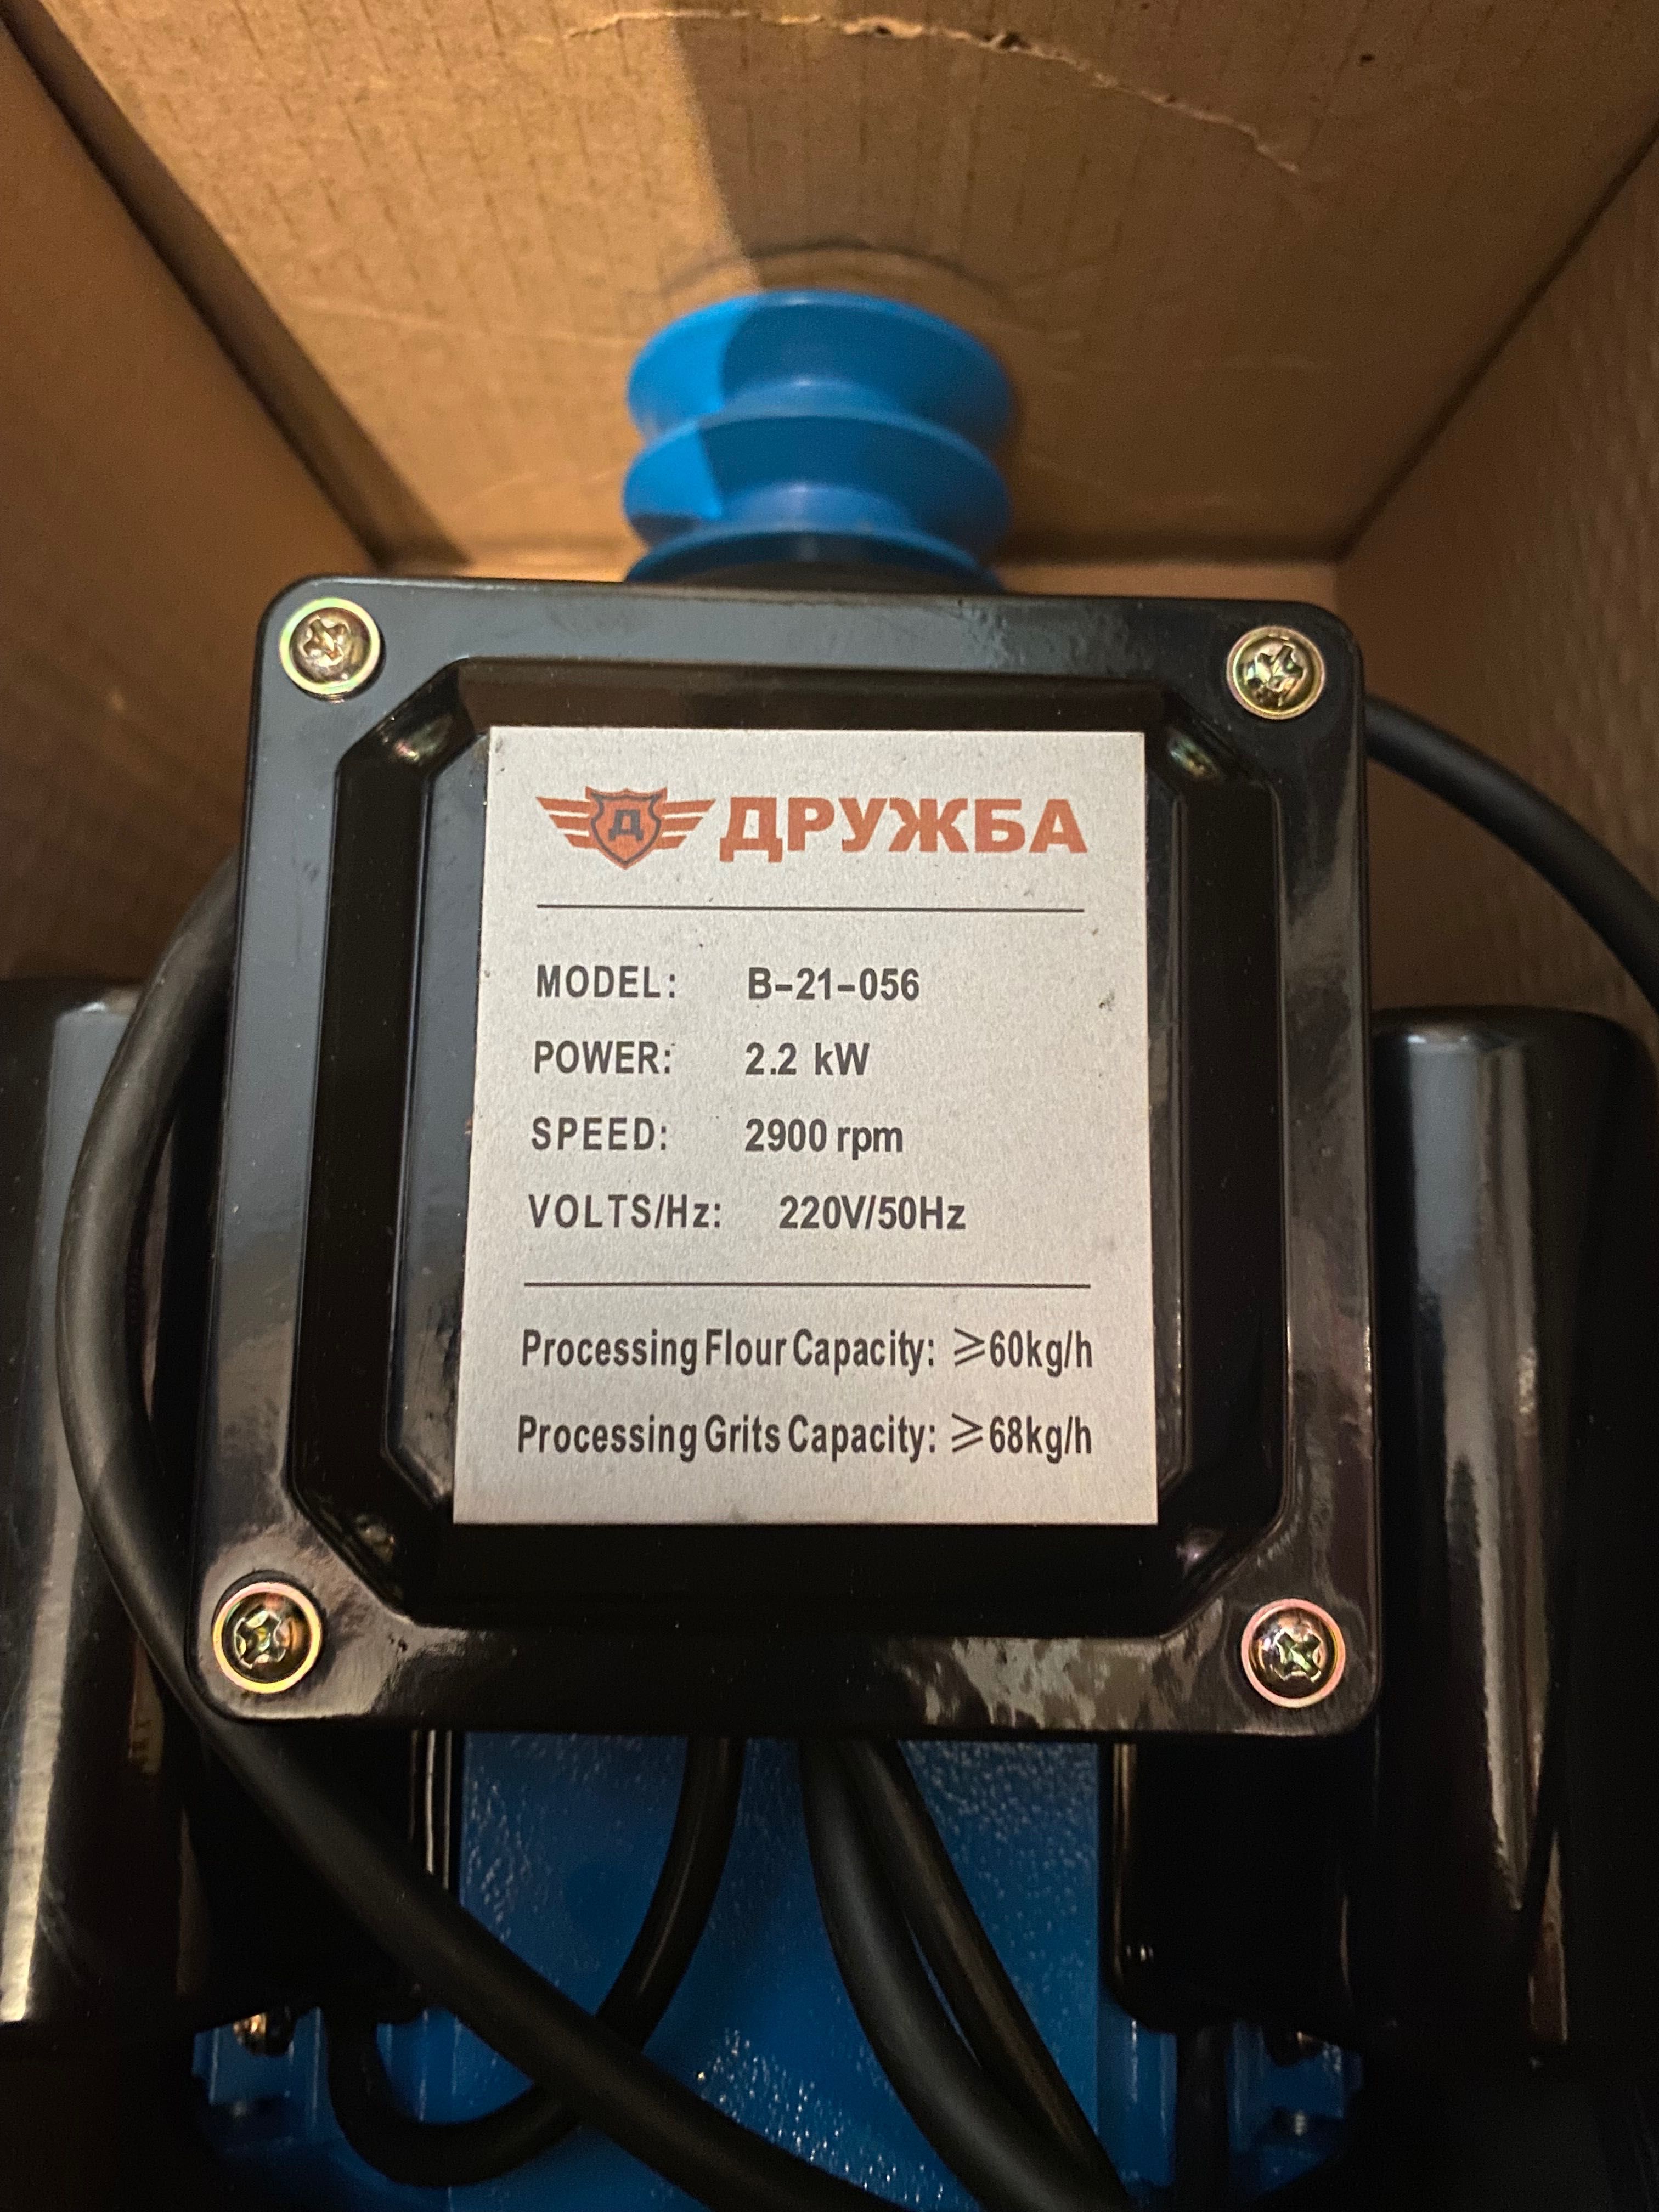 Д ДРУЖБА
MODEL: B-21-056
POWER: 2.2 kW
SPEED: 2900 rpm
VOLTS/Hz: 220V/50Hz
Processing Flour Capacity: ⩾60kg/h
Processing Grits Capacity: ⩾68kg/h